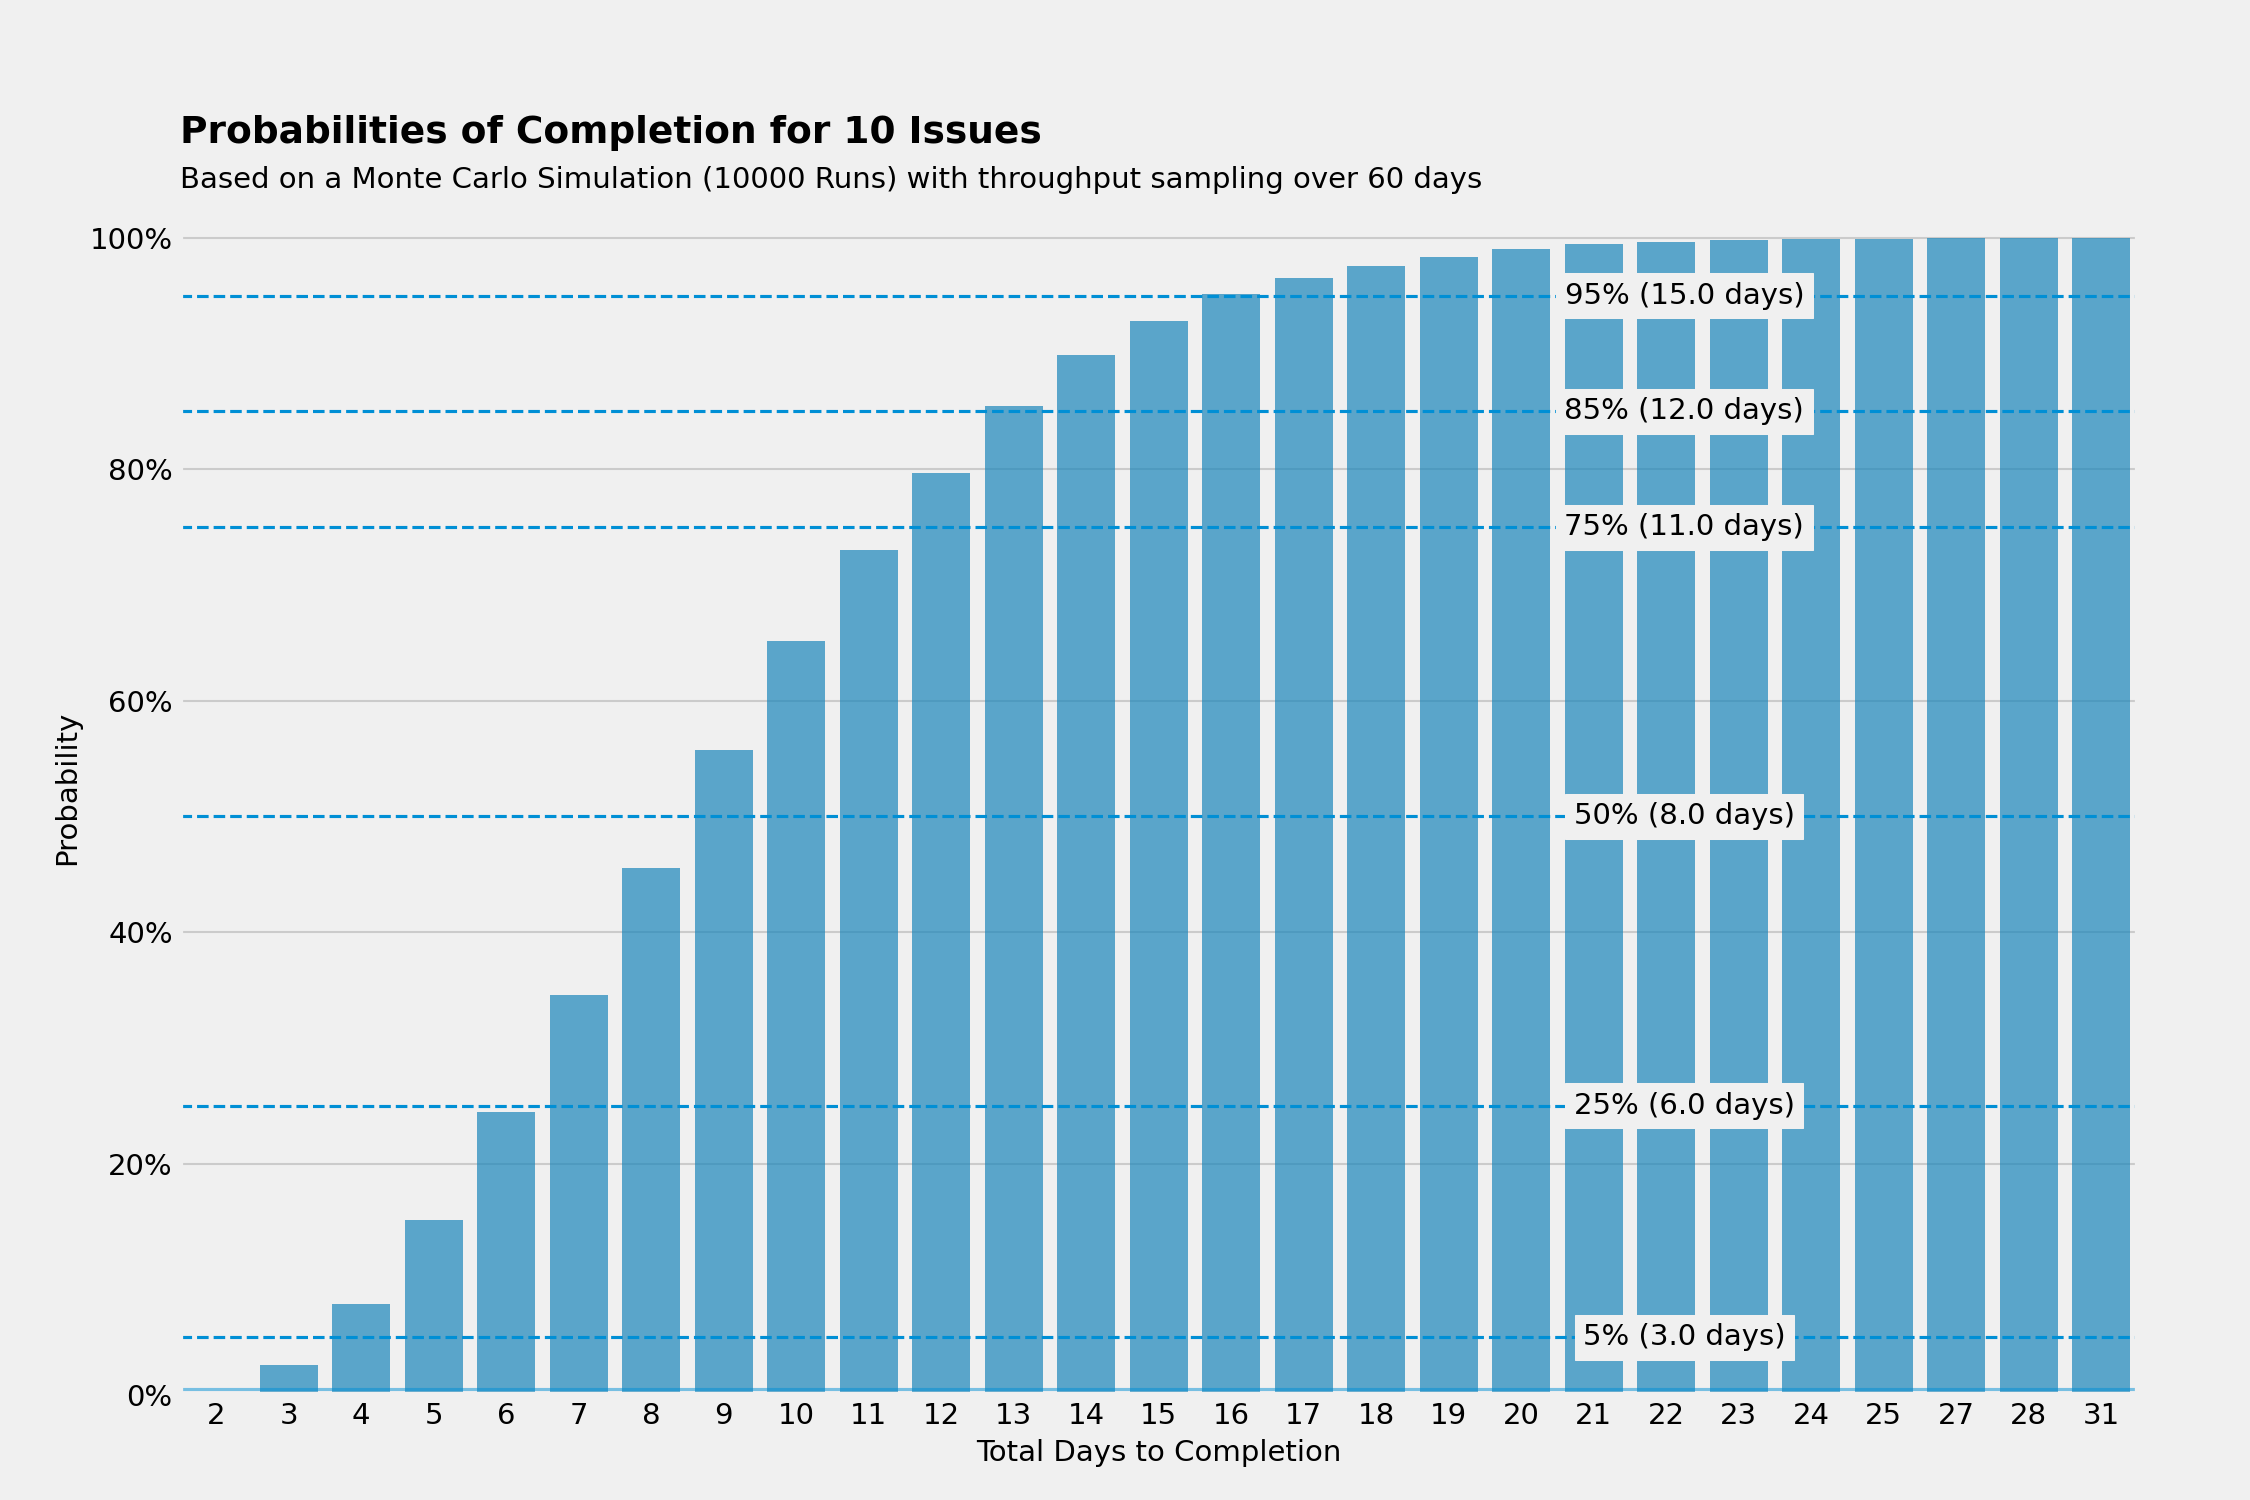 Probabilities of Completion for 10 Issues
Based on a Monte Carlo Simulation (10000 Runs) with throughput sampling over 60 days
100%
95% (15.0 days)
85% (12.0 days)
80%
75% (11.0 days)
60%
Probability
50% (8.0 days)
40%
25% (6.0 days)
20%
5% (3.0 days)
0%
2 3 4 5 6 7 8 9 10 11 12 13 14 15 16 17 18 19 20 21 22 23 24 25 27 28 31
Total Days to Completion